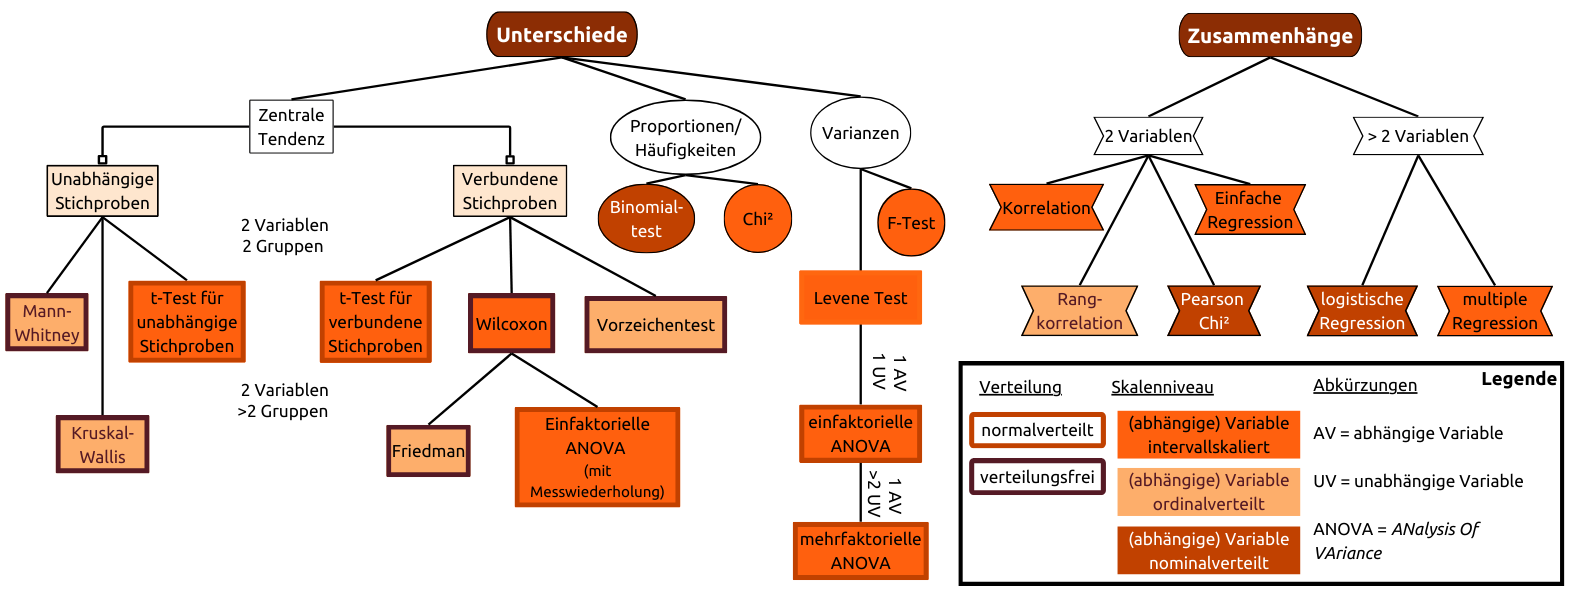 Unterschiede
Zusammenhänge
Zentrale
Tendenz
Proportionen/
Häufigkeiten
Varianzen
2 Variablen
> 2 Variablen
Unabhängige
Stichproben
Verbundene
Stichproben
Binomial-
test
Chi²
F-Test
Korrelation
Einfache
Regression
2 Variablen
2 Gruppen
Mann-
Whitney
t-Test für
unabhängige
Stichproben
t-Test für
verbundene
Stichproben
Wilcoxon
Vorzeichentest
Levene Test
Rang-
korrelation
Pearson
Chi²
logistische
Regression
multiple
Regression
2 Variablen
>2 Gruppen
1 AV
1 UV
Kruskal-
Wallis
Friedman
Einfaktorielle
ANOVA
(mit
Messwiederholung)
einfaktorielle
ANOVA
1 AV
>2 UV
mehrfaktorielle
ANOVA
Legende
Verteilung
normalverteilt
verteilungsfrei
Skalenniveau
(abhängige) Variable
intervallskaliert
(abhängige) Variable
ordinalverteilt
(abhängige) Variable
nominalverteilt
Abkürzungen
AV = abhängige Variable
UV = unabhängige Variable
ANOVA = ANalysis Of
VAriance